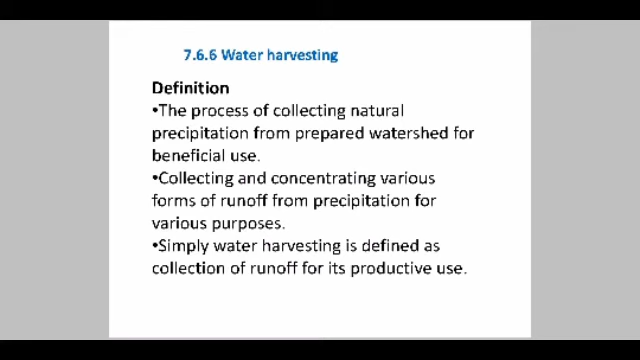 7.6.6 Water harvesting
Definition
•The process of collecting natural
precipitation from prepared watershed for
beneficial use.
•Collecting and concentrating various
forms of runoff from precipitation for
various purposes.
•Simply water harvesting is defined as
collection of runoff for its productive use.